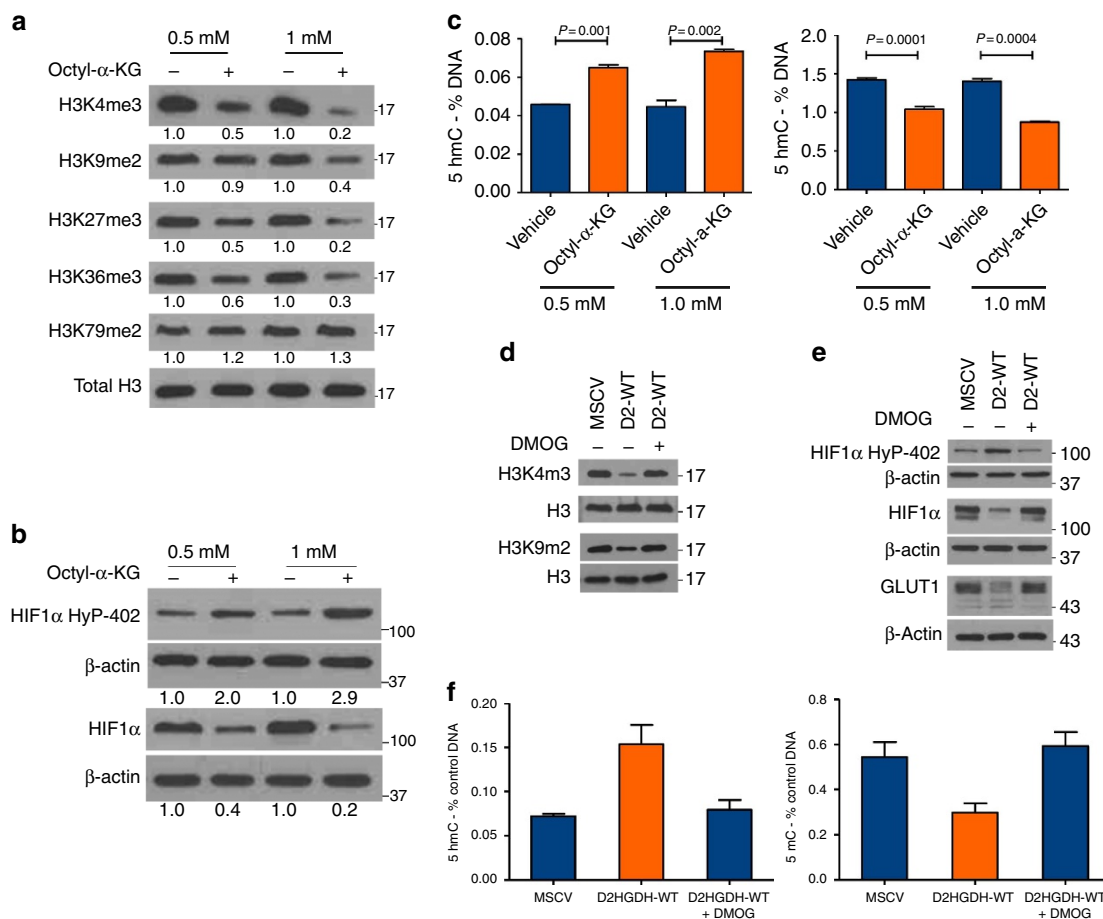 a
0.5 mM 1 mM
Octyl-α-KG – + – +
H3K4me3 -17
1.0 0.5 1.0 0.2
H3K9me2 -17
1.0 0.9 1.0 0.4
H3K27me3 -17
1.0 0.5 1.0 0.2
H3K36me3 -17
1.0 0.6 1.0 0.3
H3K79me2 -17
1.0 1.2 1.0 1.3
Total H3 -17
b
0.5 mM 1 mM
Octyl-α-KG – + – +
HIF1α HyP-402 -100
β-actin -37
1.0 2.0 1.0 2.9
HIF1α -100
β-actin -37
1.0 0.4 1.0 0.2
c
5 hmC - % DNA
0.08
0.06
0.04
0.02
0.00
P=0.001 P=0.002
Vehicle Octyl-α-KG Vehicle Octyl-a-KG
0.5 mM 1.0 mM
5 hmC - % DNA
2.0
1.5
1.0
0.5
0.0
P=0.0001 P=0.0004
Vehicle Octyl-α-KG Vehicle Octyl-α-KG
0.5 mM 1.0 mM
d
MSCV D2-WT D2-WT
DMOG – – +
H3K4m3 -17
H3 -17
H3K9m2 -17
H3 -17
e
MSCV D2-WT D2-WT
DMOG – – +
HIF1α HyP-402 -100
β-actin -37
HIF1α -100
β-actin -37
GLUT1 -43
β-Actin -43
f
5 hmC - % control DNA
0.20
0.15
0.10
0.05
0.00
MSCV D2HGDH-WT D2HGDH-WT
+ DMOG
5 mC - % control DNA
0.8
0.6
0.4
0.2
0.0
MSCV D2HGDH-WT D2HGDH-WT
+ DMOG